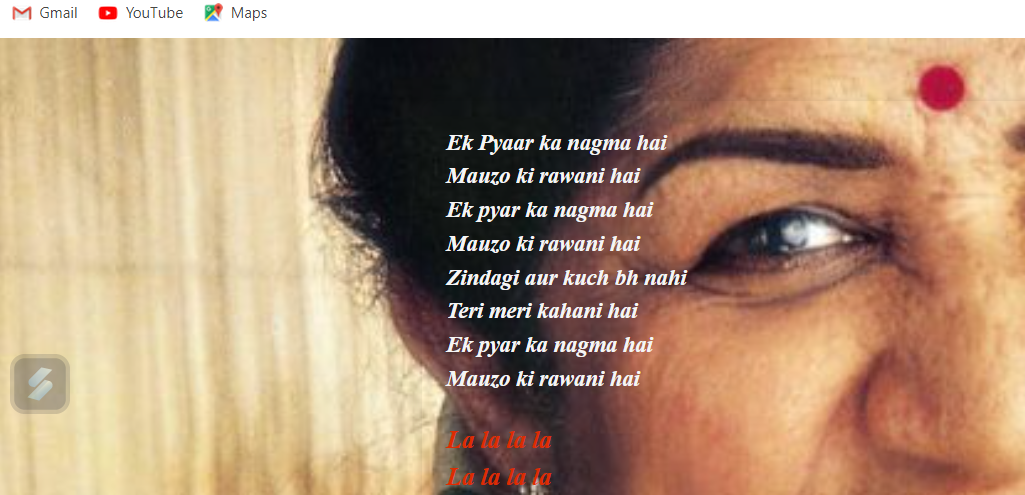 Gmail YouTube Maps
Ek Pyaar ka nagma hai
Mauzo ki rawani hai
Ek pyar ka nagma hai
Mauzo ki rawani hai
Zindagi aur kuch bh nahi
Teri meri kahani hai
Ek pyar ka nagma hai
Mauzo ki rawani hai
La la la la
La la la la